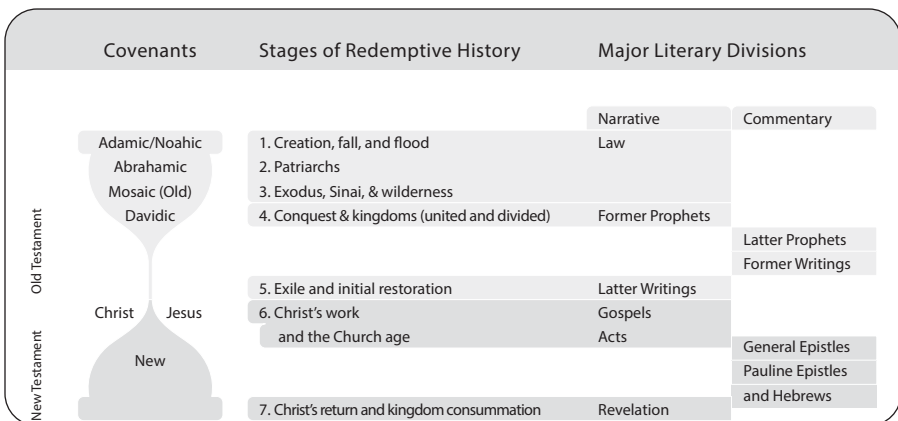 Covenants Stages of Redemptive History Major Literary Divisions
Narrative Commentary
Adamic/Noahic 1. Creation, fall, and flood Law
Abrahamic 2. Patriarchs
Mosaic (Old) 3. Exodus, Sinai, & wilderness
Davidic 4. Conquest & kingdoms (united and divided) Former Prophets
Latter Prophets
Former Writings
Old Testament
5. Exile and initial restoration Latter Writings
Christ Jesus 6. Christ’s work Gospels
and the Church age Acts
General Epistles
New Pauline Epistles
and Hebrews
New Testament
7. Christ’s return and kingdom consummation Revelation